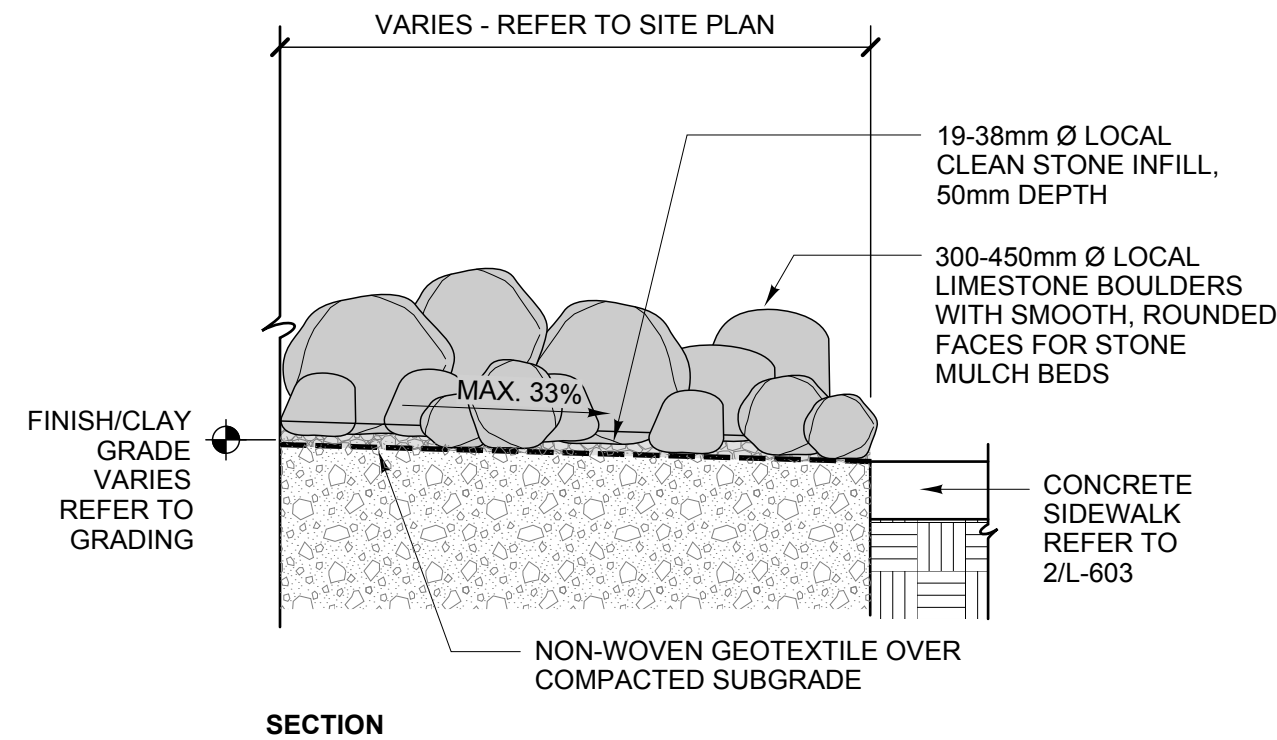 VARIES - REFER TO SITE PLAN
19-38mm Ø LOCAL
CLEAN STONE INFILL,
50mm DEPTH
300-450mm Ø LOCAL
LIMESTONE BOULDERS
WITH SMOOTH, ROUNDED
FACES FOR STONE
MULCH BEDS
MAX. 33%
FINISH/CLAY
GRADE
VARIES
REFER TO
GRADING
CONCRETE
SIDEWALK
REFER TO
2/L-603
NON-WOVEN GEOTEXTILE OVER
COMPACTED SUBGRADE
SECTION